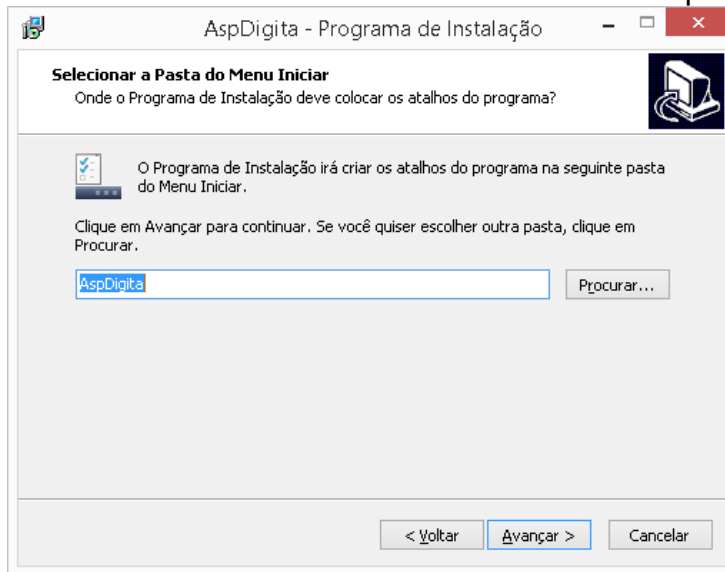 AspDigita - Programa de Instalação
Selecionar a Pasta do Menu Iniciar
Onde o Programa de Instalação deve colocar os atalhos do programa?
O Programa de Instalação irá criar os atalhos do programa na seguinte pasta
do Menu Iniciar.
Clique em Avançar para continuar. Se você quiser escolher outra pasta, clique em
Procurar.
AspDigita
Procurar...
< Voltar
Avançar >
Cancelar